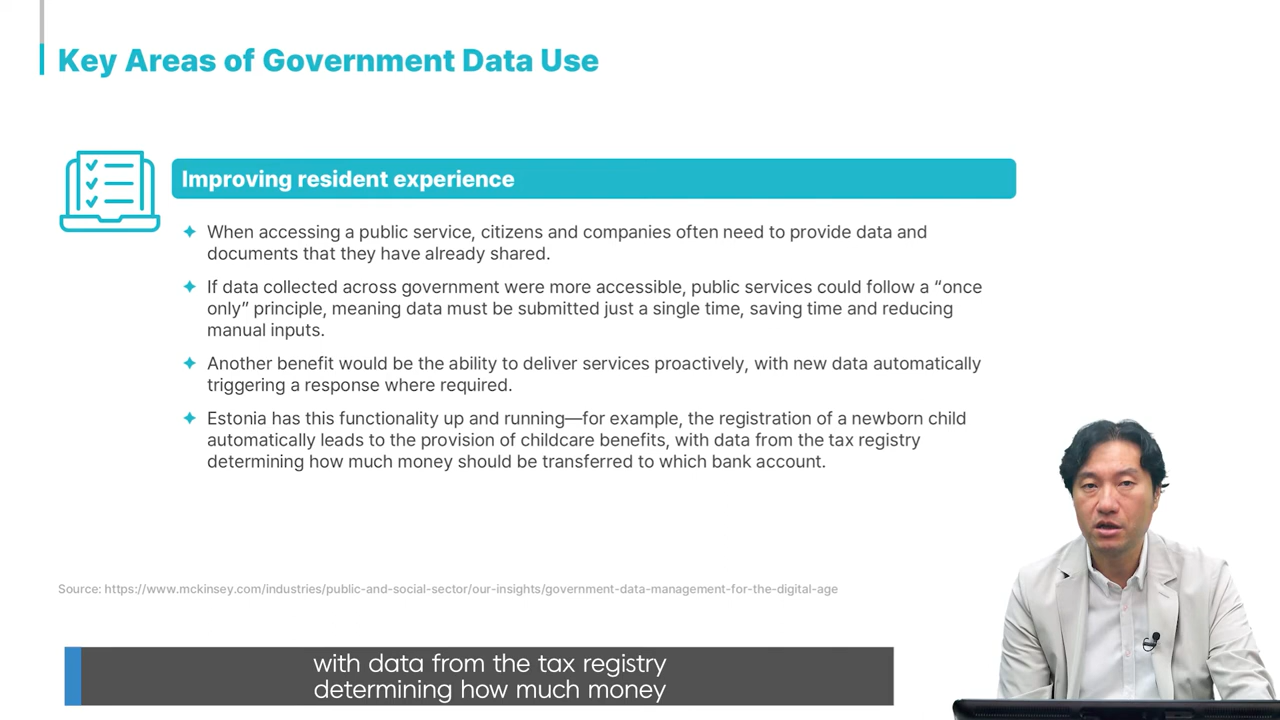 Key Areas of Government Data Use
Improving resident experience
When accessing a public service, citizens and companies often need to provide data and
documents that they have already shared.
If data collected across government were more accessible, public services could follow a “once
only” principle, meaning data must be submitted just a single time, saving time and reducing
manual inputs.
Another benefit would be the ability to deliver services proactively, with new data automatically
triggering a response where required.
Estonia has this functionality up and running—for example, the registration of a newborn child
automatically leads to the provision of childcare benefits, with data from the tax registry
determining how much money should be transferred to which bank account.
Source: https://www.mckinsey.com/industries/public-and-social-sector/our-insights/government-data-management-for-the-digital-age
with data from the tax registry
determining how much money